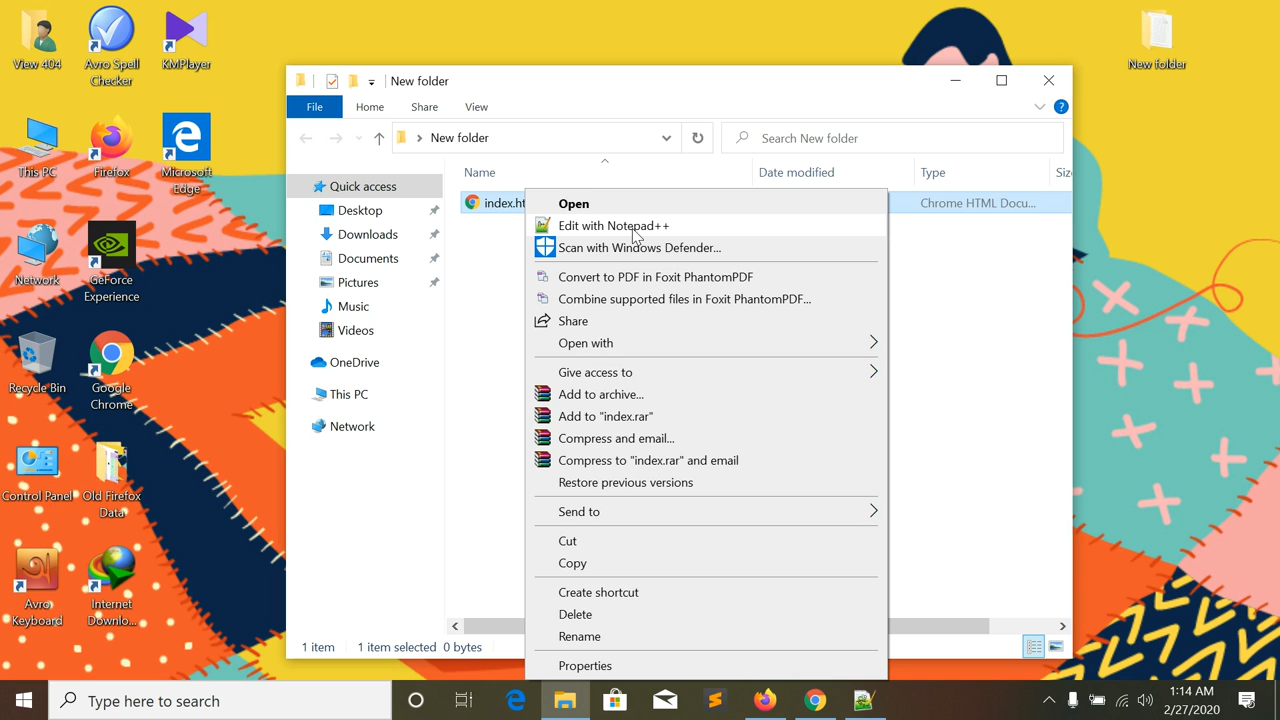 View 404
Avro Spell
Checker
KMPlayer
This PC
Firefox
Microsoft
Edge
Network
GeForce
Experience
Recycle Bin
Google
Chrome
Control Panel
Old Firefox
Data
Avro
Keyboard
Internet
Downlo...
New folder
New folder
File
Home
Share
View
New folder
Search New folder
Name
Date modified
Type
Siz
index.ht
Chrome HTML Docu...
Quick access
Desktop
Downloads
Documents
Pictures
Music
Videos
OneDrive
This PC
Network
Open
Edit with Notepad++
Scan with Windows Defender...
Convert to PDF in Foxit PhantomPDF
Combine supported files in Foxit PhantomPDF...
Share
Open with
Give access to
Add to archive...
Add to "index.rar"
Compress and email...
Compress to "index.rar" and email
Restore previous versions
Send to
Cut
Copy
Create shortcut
Delete
Rename
Properties
1 item
1 item selected
0 bytes
Type here to search
1:14 AM
2/27/2020